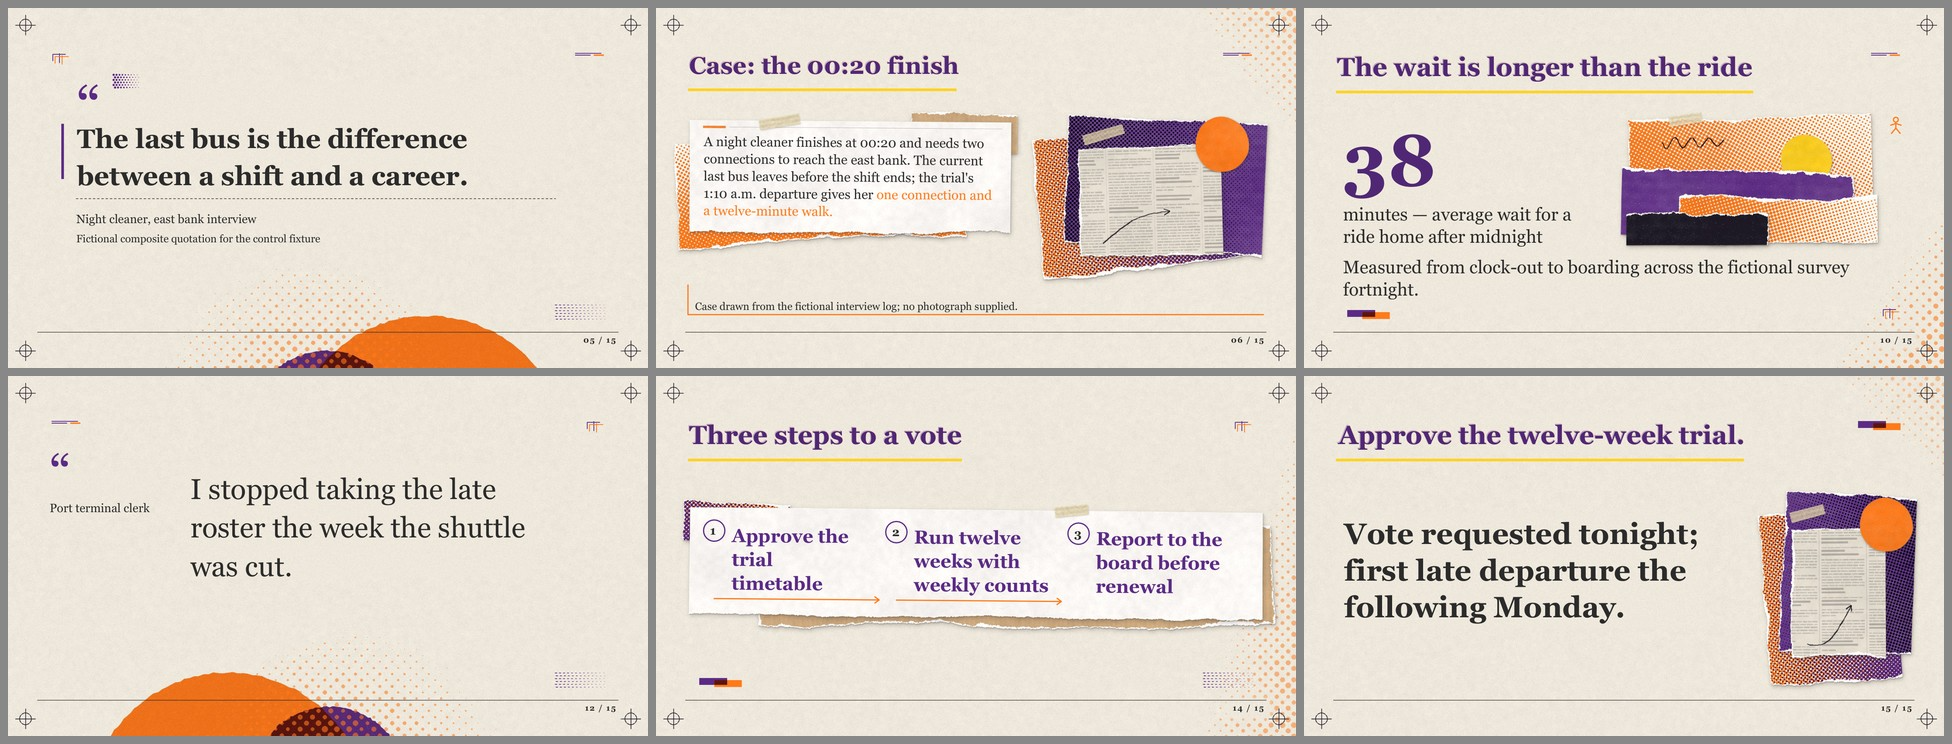 “
The last bus is the difference
between a shift and a career.
Night cleaner, east bank interview
Fictional composite quotation for the control fixture
05 / 15
Case: the 00:20 finish
A night cleaner finishes at 00:20 and needs two
connections to reach the east bank. The current
last bus leaves before the shift ends; the trial's
1:10 a.m. departure gives her one connection and
a twelve-minute walk.
Case drawn from the fictional interview log; no photograph supplied.
06 / 15
The wait is longer than the ride
38
minutes — average wait for a
ride home after midnight
Measured from clock-out to boarding across the fictional survey
fortnight.
10 / 15
“
Port terminal clerk
I stopped taking the late
roster the week the shuttle
was cut.
12 / 15
Three steps to a vote
1
Approve the
trial
timetable
2
Run twelve
weeks with
weekly counts
3
Report to the
board before
renewal
14 / 15
Approve the twelve-week trial.
Vote requested tonight;
first late departure the
following Monday.
15 / 15